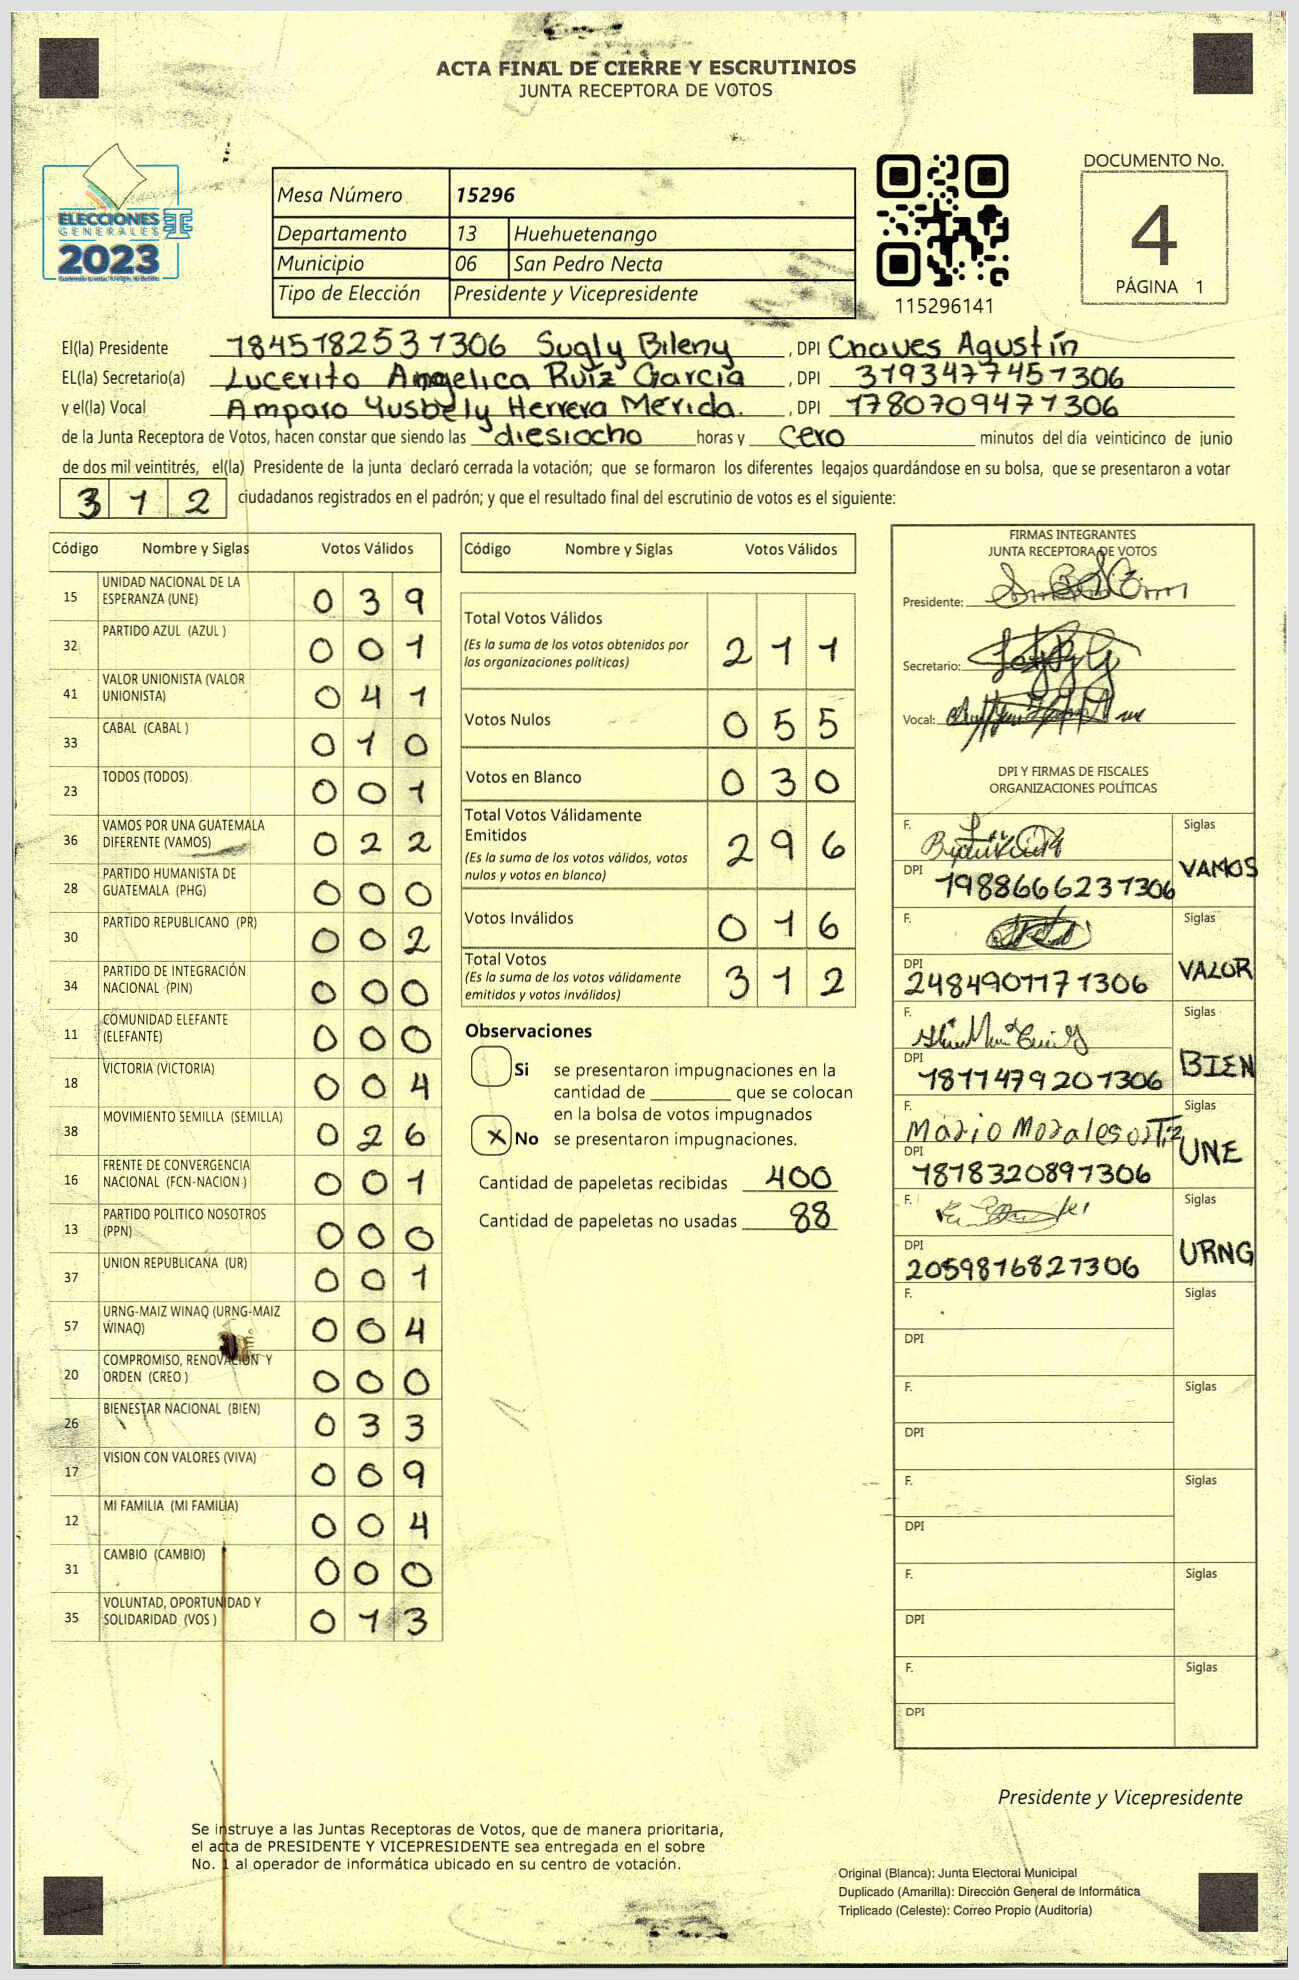 ACTA FINAL DE CIERRE Y ESCRUTINIOS
JUNTA RECEPTORA DE VOTOS
ELECCIONES
GENERALES
2023
Mesa Número 15296
Departamento 13 Huehuetenango
Municipio 06 San Pedro Necta
Tipo de Elección Presidente y Vicepresidente
115296141
DOCUMENTO No.
4
PÁGINA 1
El(la) Presidente 1845182531306 Sugly Bileny , DPI Chaves Agustín
EL(la) Secretario(a) Lucerito Angelica Ruiz Garcia , DPI 3193477451306
y el(la) Vocal Amparo Yusbely Herrera Merida. , DPI 1780709471306
de la Junta Receptora de Votos, hacen constar que siendo las diesiocho horas y cero minutos del día veinticinco de junio
de dos mil veintitrés, el(la) Presidente de la junta declaró cerrada la votación; que se formaron los diferentes legajos guardándose en su bolsa, que se presentaron a votar
312 ciudadanos registrados en el padrón; y que el resultado final del escrutinio de votos es el siguiente:
Código Nombre y Siglas Votos Válidos
15 UNIDAD NACIONAL DE LA ESPERANZA (UNE) 0 3 9
32 PARTIDO AZUL (AZUL ) 0 0 1
41 VALOR UNIONISTA (VALOR UNIONISTA) 0 4 1
33 CABAL (CABAL ) 0 1 0
23 TODOS (TODOS) 0 0 1
36 VAMOS POR UNA GUATEMALA DIFERENTE (VAMOS) 0 2 2
28 PARTIDO HUMANISTA DE GUATEMALA (PHG) 0 0 0
30 PARTIDO REPUBLICANO (PR) 0 0 2
34 PARTIDO DE INTEGRACIÓN NACIONAL (PIN) 0 0 0
11 COMUNIDAD ELEFANTE (ELEFANTE) 0 0 0
18 VICTORIA (VICTORIA) 0 0 4
38 MOVIMIENTO SEMILLA (SEMILLA) 0 2 6
16 FRENTE DE CONVERGENCIA NACIONAL (FCN-NACION ) 0 0 1
13 PARTIDO POLITICO NOSOTROS (PPN) 0 0 0
37 UNION REPUBLICANA (UR) 0 0 1
57 URNG-MAIZ WINAQ (URNG-MAIZ WINAQ) 0 0 4
20 COMPROMISO, RENOVACIÓN Y ORDEN (CREO ) 0 0 0
26 BIENESTAR NACIONAL (BIEN) 0 3 3
17 VISION CON VALORES (VIVA) 0 0 9
12 MI FAMILIA (MI FAMILIA) 0 0 4
31 CAMBIO (CAMBIO) 0 0 0
35 VOLUNTAD, OPORTUNIDAD Y SOLIDARIDAD (VOS ) 0 1 3
Código Nombre y Siglas Votos Válidos
Total Votos Válidos
(Es la suma de los votos obtenidos por
las organizaciones politicas) 2 1 1
Votos Nulos 0 5 5
Votos en Blanco 0 3 0
Total Votos Válidamente
Emitidos
(Es la suma de los votos válidos, votos
nulos y votos en blanco) 2 9 6
Votos Inválidos 0 1 6
Total Votos
(Es la suma de los votos válidamente
emitidos y votos inválidos) 3 1 2
Observaciones
Si se presentaron impugnaciones en la
cantidad de que se colocan
en la bolsa de votos impugnados
X No se presentaron impugnaciones.
Cantidad de papeletas recibidas 400
Cantidad de papeletas no usadas 88
FIRMAS INTEGRANTES
JUNTA RECEPTORA DE VOTOS
Presidente:
Secretario:
Vocal:
DPI Y FIRMAS DE FISCALES
ORGANIZACIONES POLÍTICAS
F. Siglas
DPI 1988666231306 VAMOS
F. Siglas
DPI 2484901171306 VALOR
F. Siglas
DPI 1811479201306 BIEN
F. Mario Morales ortiz Siglas
DPI 1818320891306 UNE
F. Siglas
DPI 2059816821306 URNG
F. Siglas
DPI
F. Siglas
DPI
F. Siglas
DPI
F. Siglas
DPI
F. Siglas
DPI
Presidente y Vicepresidente
Se instruye a las Juntas Receptoras de Votos, que de manera prioritaria,
el acta de PRESIDENTE Y VICEPRESIDENTE sea entregada en el sobre
No. 1 al operador de informática ubicado en su centro de votación.
Original (Blanca): Junta Electoral Municipal
Duplicado (Amarilla): Dirección General de Informática
Triplicado (Celeste): Correo Propio (Auditoría)